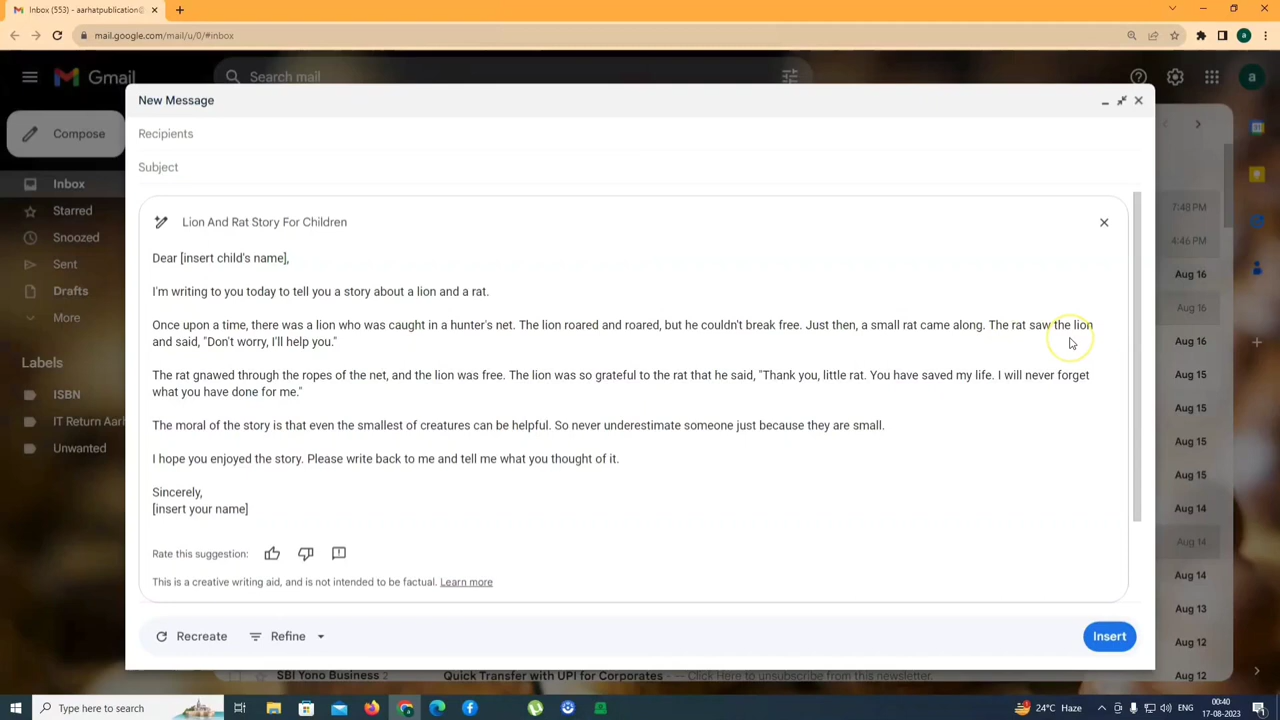 Inbox (553) - aarhatpublication@
mail.google.com/mail/u/0/#inbox
Gmail
Search mail
a
Compose
New Message
Recipients
Subject
Inbox
Starred
Snoozed
Sent
Drafts
More
Labels
ISBN
IT Return Aarh
Unwanted
Lion And Rat Story For Children
Dear [insert child's name],
I'm writing to you today to tell you a story about a lion and a rat.
Once upon a time, there was a lion who was caught in a hunter's net. The lion roared and roared, but he couldn't break free. Just then, a small rat came along. The rat saw the lion
and said, "Don't worry, I'll help you."
The rat gnawed through the ropes of the net, and the lion was free. The lion was so grateful to the rat that he said, "Thank you, little rat. You have saved my life. I will never forget
what you have done for me."
The moral of the story is that even the smallest of creatures can be helpful. So never underestimate someone just because they are small.
I hope you enjoyed the story. Please write back to me and tell me what you thought of it.
Sincerely,
[insert your name]
Rate this suggestion:
This is a creative writing aid, and is not intended to be factual. Learn more
Recreate
Refine
Insert
7:48 PM
4:46 PM
Aug 16
Aug 16
Aug 16
Aug 15
Aug 15
Aug 15
Aug 15
Aug 14
Aug 14
Aug 14
Aug 13
Aug 12
Aug 12
SBI Yono Business 2
Quick Transfer with UPI for Corporates - Click Here to unsubscribe from this newsletter.
Type here to search
24°C Haze
ENG
00:40
17-08-2023